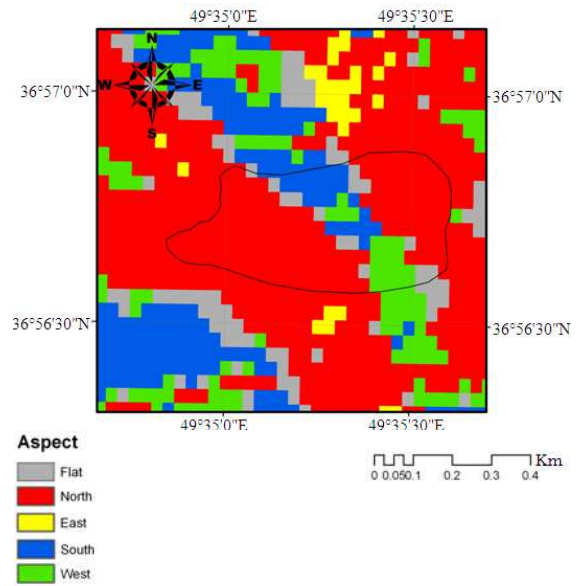 49°35'0"E 49°35'30"E
N
W E
S
36°57'0"N 36°57'0"N
36°56'30"N 36°56'30"N
49°35'0"E 49°35'30"E
Aspect
Flat
North
East
South
West
Km
0 0.050.1 0.2 0.3 0.4